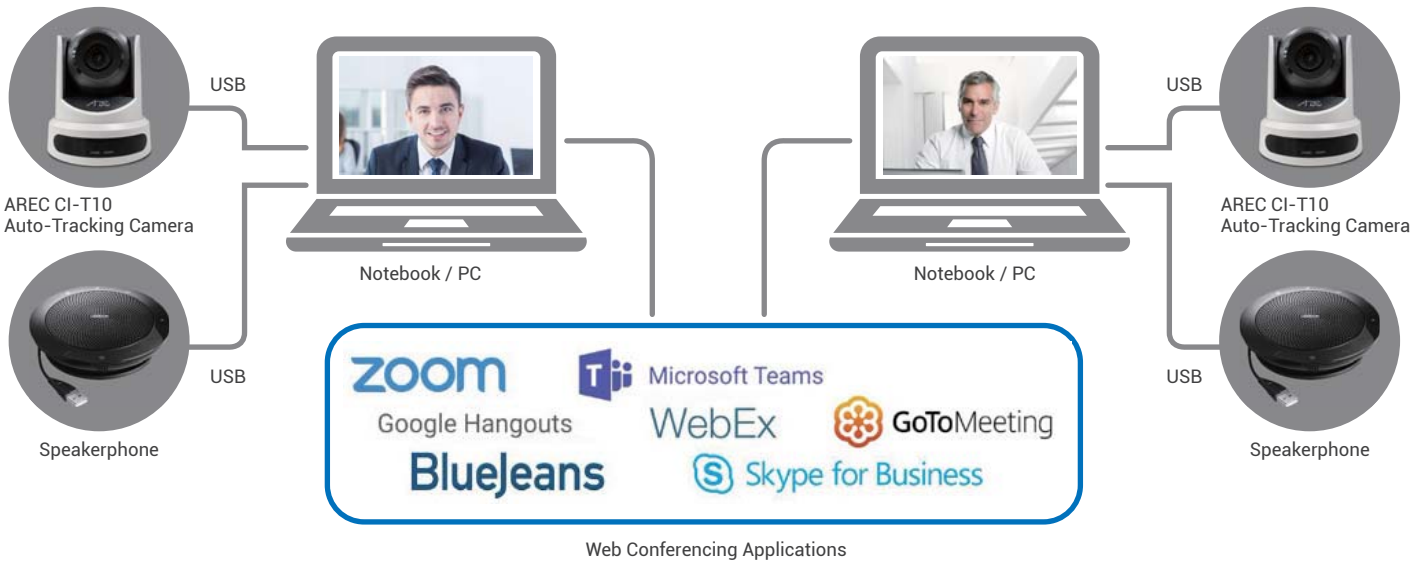 USB
USB
AREC CI-T10
Auto-Tracking Camera
AREC CI-T10
Auto-Tracking Camera
Notebook / PC
Notebook / PC
USB
USB
Speakerphone
Speakerphone
zoom
Microsoft Teams
Google Hangouts
WebEx
GoToMeeting
BlueJeans
Skype for Business
Web Conferencing Applications